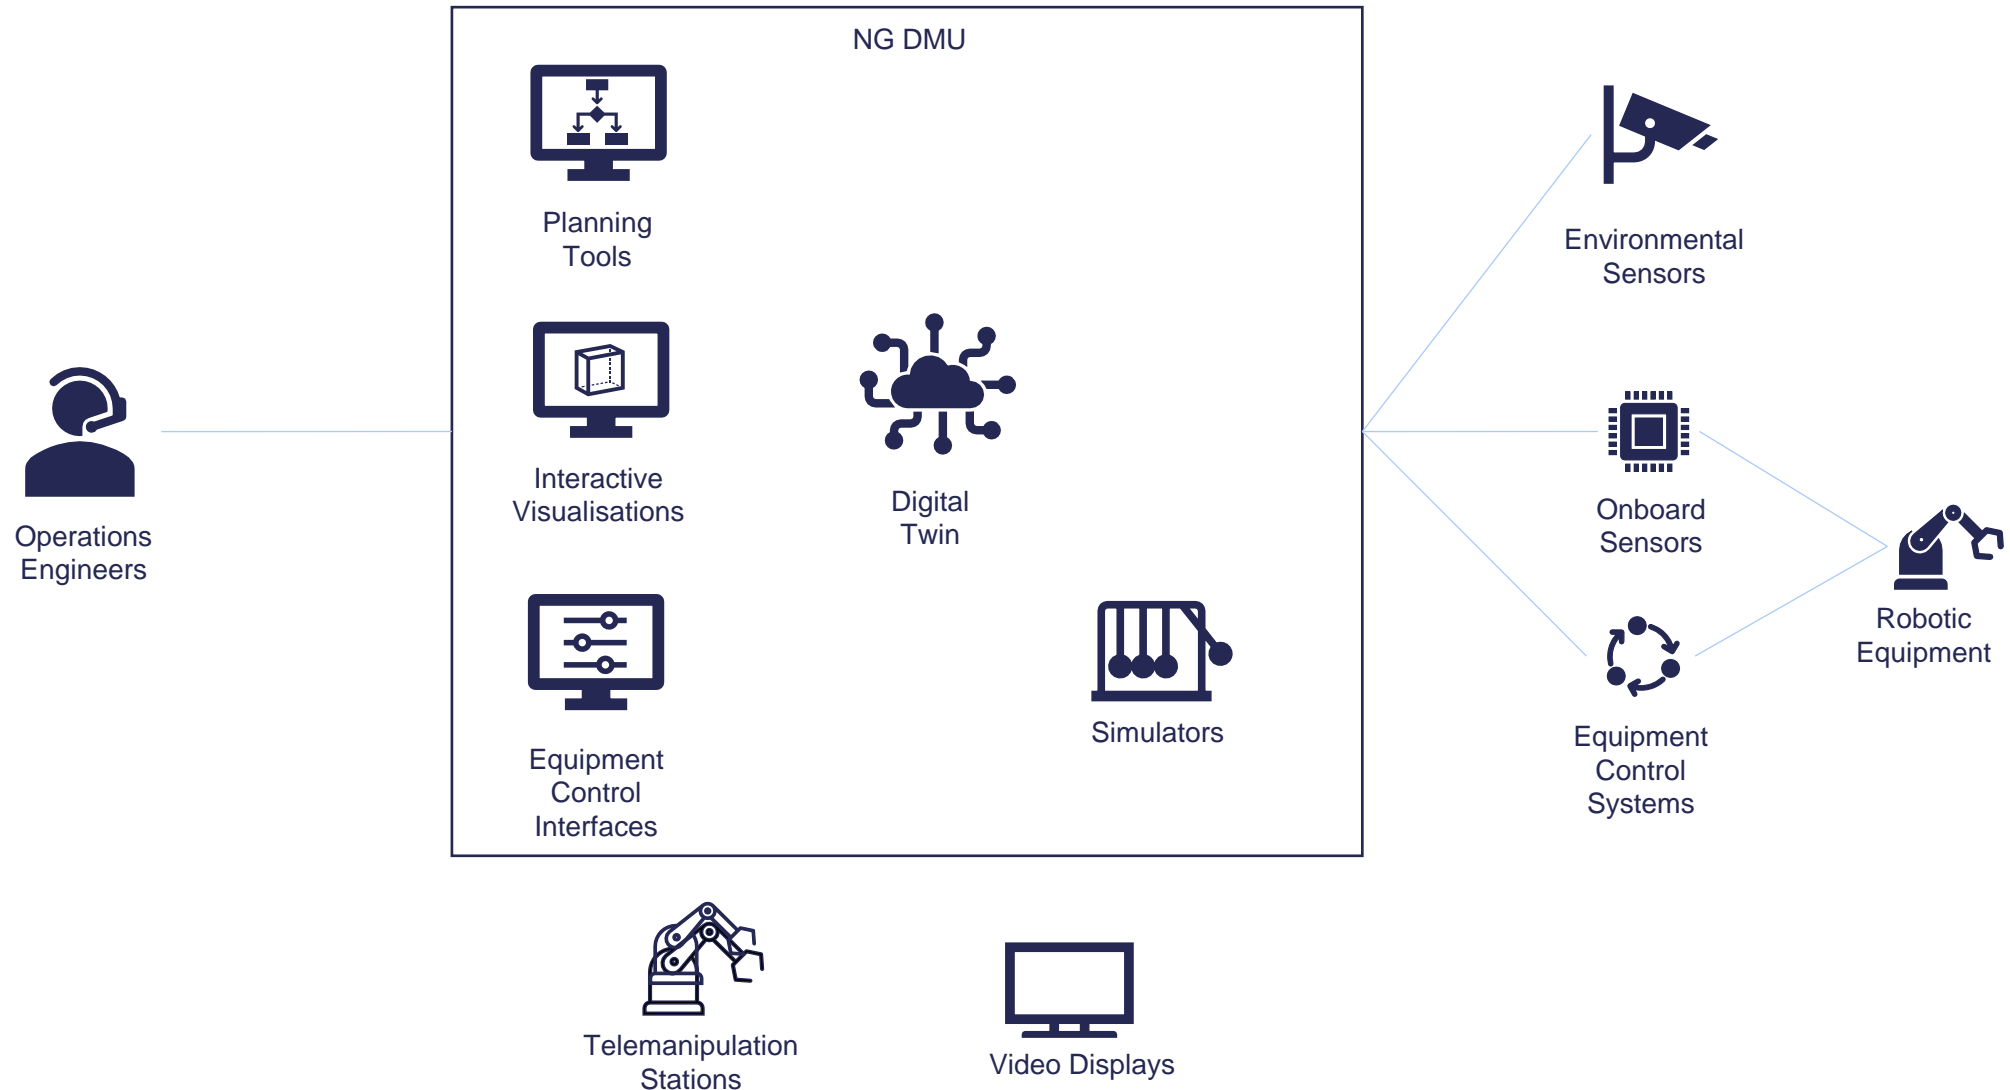 NG DMU
Planning
Tools
Environmental
Sensors
Interactive
Visualisations
Digital
Twin
Onboard
Sensors
Operations
Engineers
Robotic
Equipment
Simulators
Equipment
Control
Interfaces
Equipment
Control
Systems
Telemanipulation
Stations
Video Displays